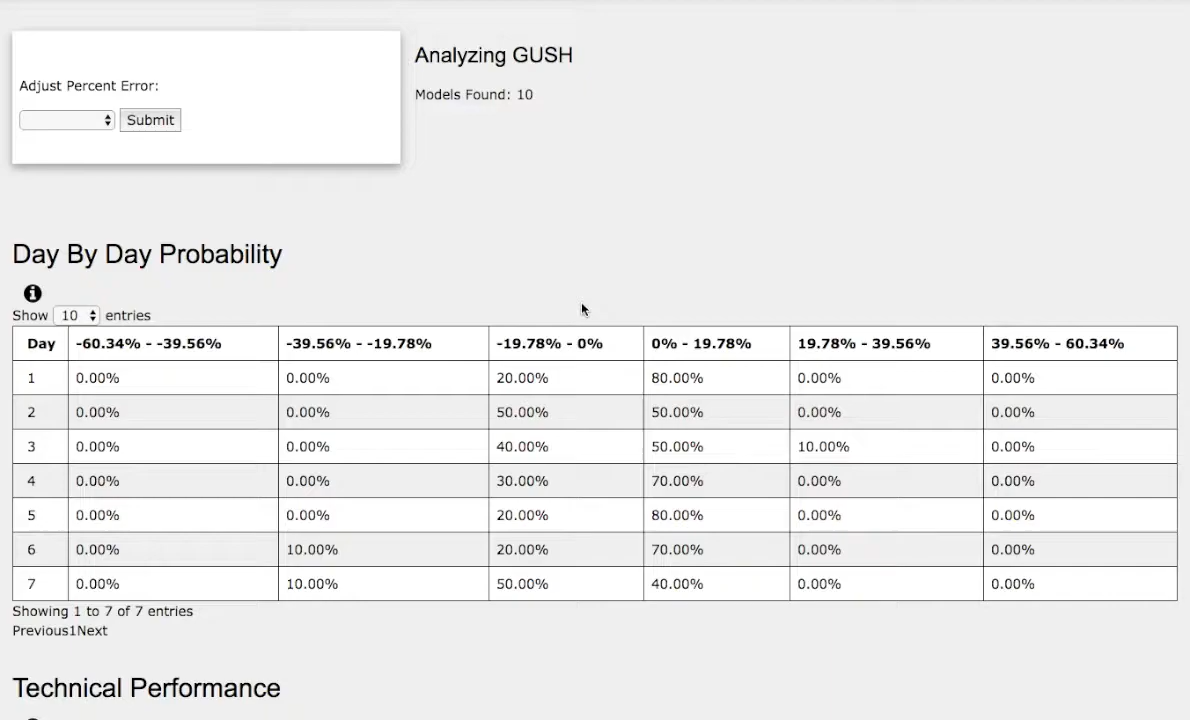 Analyzing GUSH
Adjust Percent Error:
Models Found: 10
Submit
Day By Day Probability
Show 10 entries
Day -60.34% - -39.56% -39.56% - -19.78% -19.78% - 0% 0% - 19.78% 19.78% - 39.56% 39.56% - 60.34%
1 0.00% 0.00% 20.00% 80.00% 0.00% 0.00%
2 0.00% 0.00% 50.00% 50.00% 0.00% 0.00%
3 0.00% 0.00% 40.00% 50.00% 10.00% 0.00%
4 0.00% 0.00% 30.00% 70.00% 0.00% 0.00%
5 0.00% 0.00% 20.00% 80.00% 0.00% 0.00%
6 0.00% 10.00% 20.00% 70.00% 0.00% 0.00%
7 0.00% 10.00% 50.00% 40.00% 0.00% 0.00%
Showing 1 to 7 of 7 entries
Previous1Next
Technical Performance